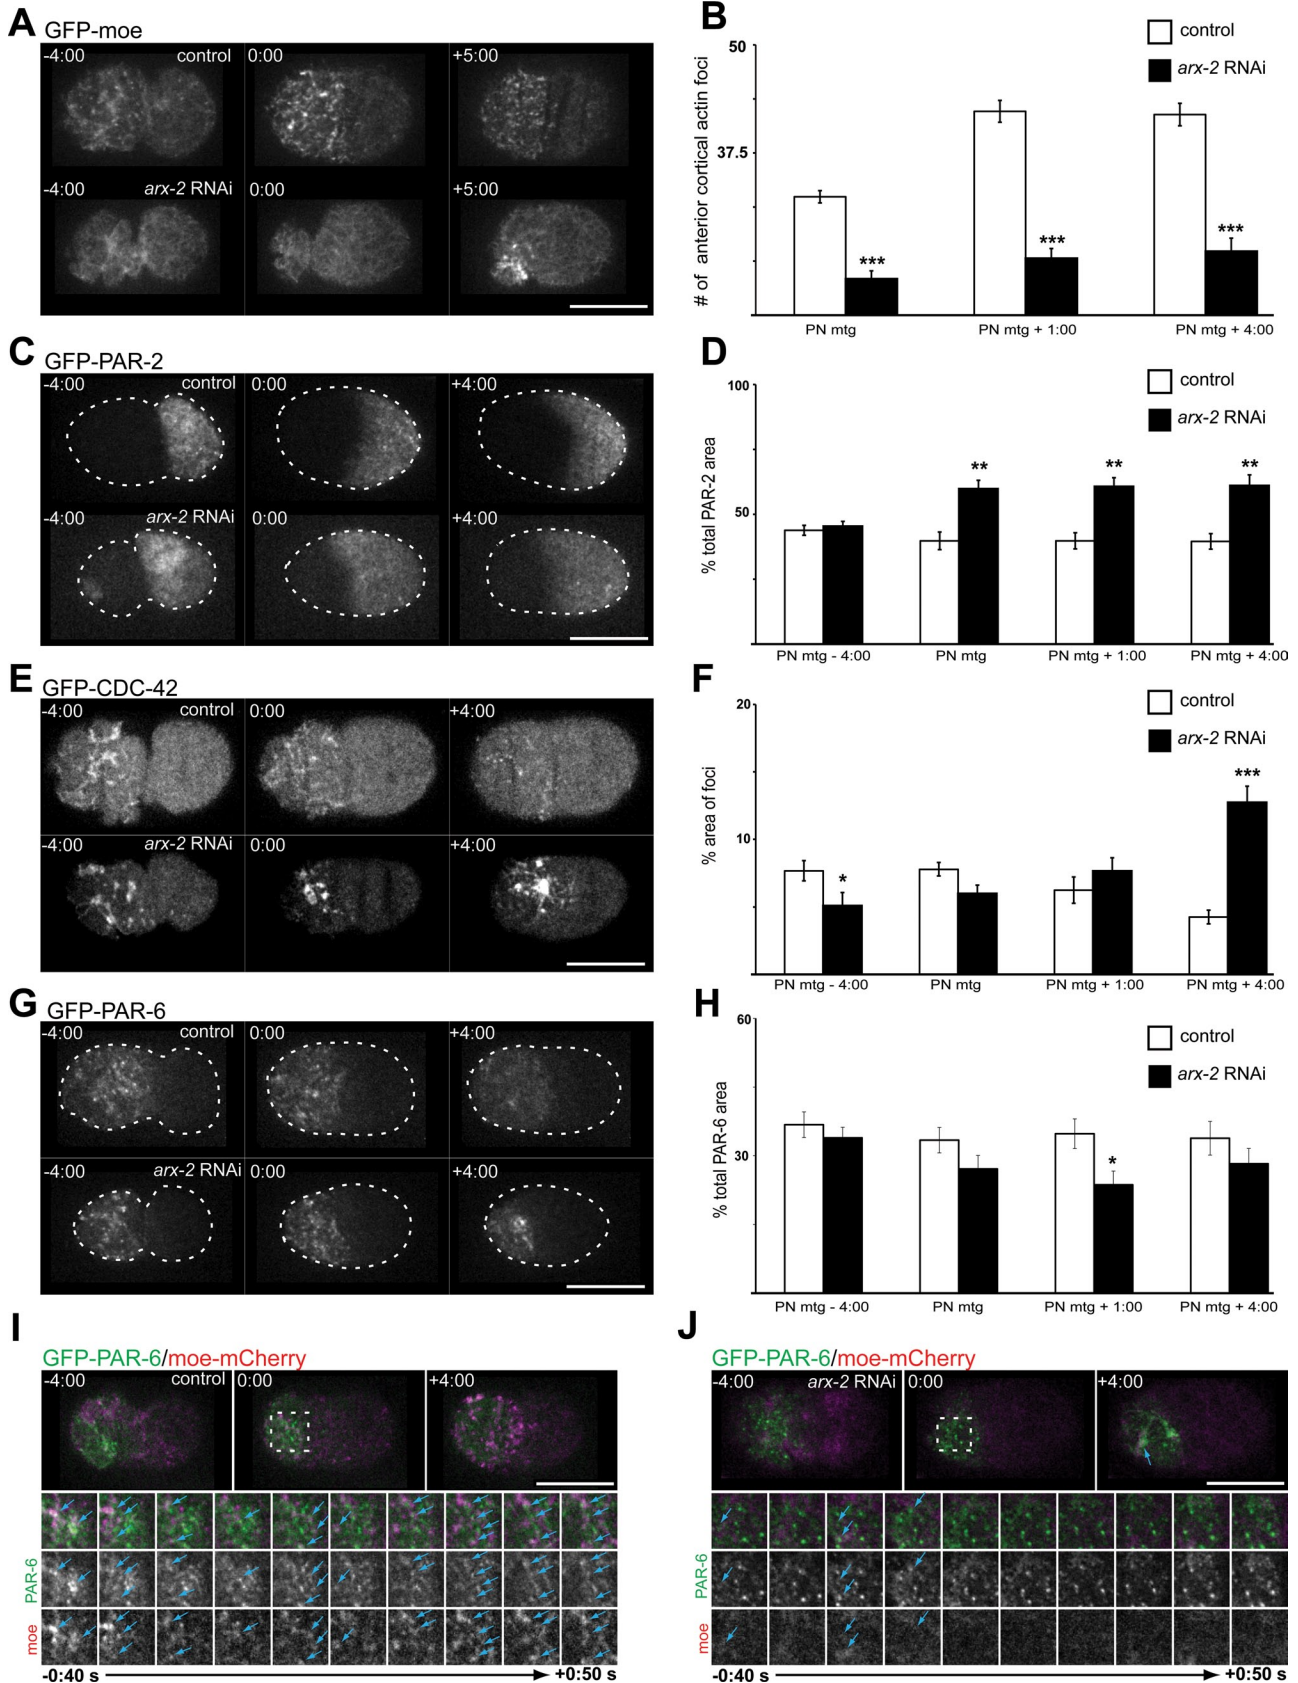 A
GFP-moe
-4:00
control
0:00
+5:00
-4:00
arx-2 RNAi
0:00
+5:00
B
control
arx-2 RNAi
# of anterior cortical actin foci
50
37.5
***
***
***
PN mtg
PN mtg + 1:00
PN mtg + 4:00
C
GFP-PAR-2
-4:00
control
0:00
+4:00
-4:00
arx-2 RNAi
0:00
+4:00
D
control
arx-2 RNAi
% total PAR-2 area
100
50
**
**
**
PN mtg - 4:00
PN mtg
PN mtg + 1:00
PN mtg + 4:00
E
GFP-CDC-42
-4:00
control
0:00
+4:00
-4:00
arx-2 RNAi
0:00
+4:00
F
control
arx-2 RNAi
% area of foci
20
10
*
***
PN mtg - 4:00
PN mtg
PN mtg + 1:00
PN mtg + 4:00
G
GFP-PAR-6
-4:00
control
0:00
+4:00
-4:00
arx-2 RNAi
0:00
+4:00
H
control
arx-2 RNAi
% total PAR-6 area
60
30
*
PN mtg - 4:00
PN mtg
PN mtg + 1:00
PN mtg + 4:00
I
GFP-PAR-6/moe-mCherry
-4:00
control
0:00
+4:00
PAR-6
moe
-0:40 s
+0:50 s
J
GFP-PAR-6/moe-mCherry
-4:00
arx-2 RNAi
0:00
+4:00
PAR-6
moe
-0:40 s
+0:50 s